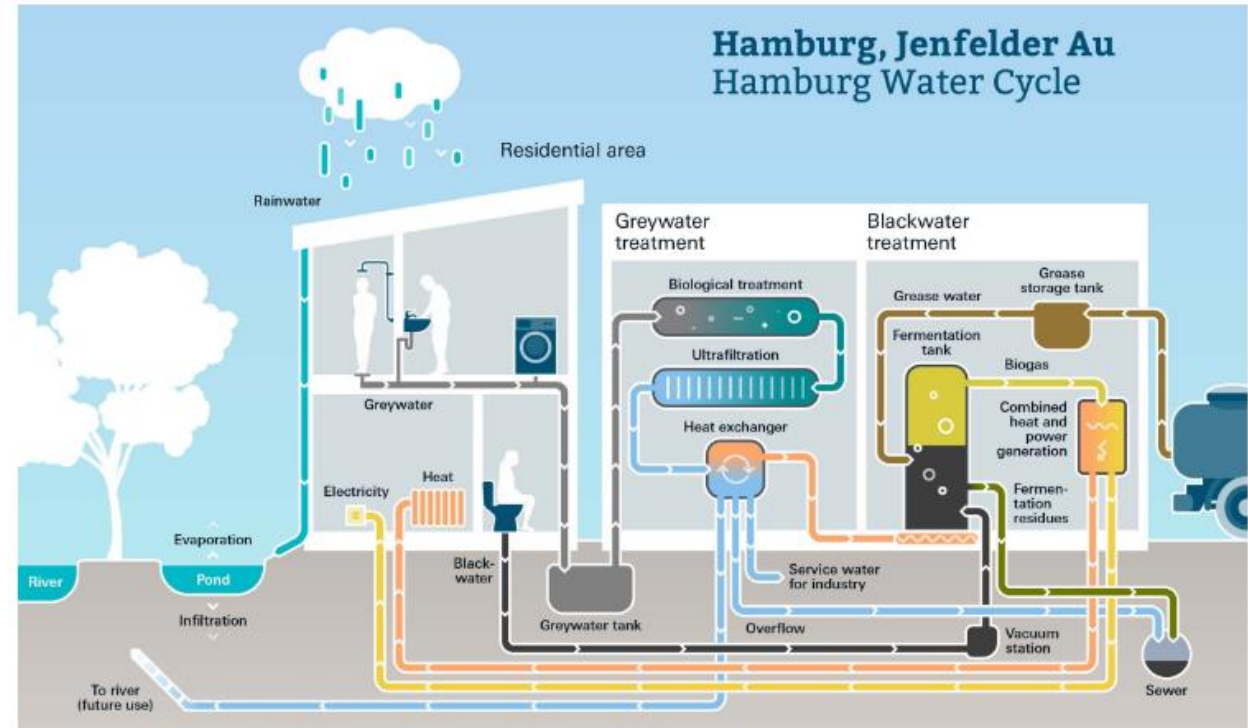 Hamburg, Jenfelder Au
Hamburg Water Cycle
Residential area
Rainwater
Greywater
treatment
Blackwater
treatment
Biological treatment
Grease
storage tank
Grease water
Fermentation
tank
Ultrafiltration
Biogas
Greywater
Combined
heat and
power
generation
Heat exchanger
Heat
Electricity
Fermen-
tation
residues
Evaporation
River
Pond
Black-
water
Service water
for industry
Infiltration
Greywater tank
Overflow
Vacuum
station
To river
(future use)
Sewer